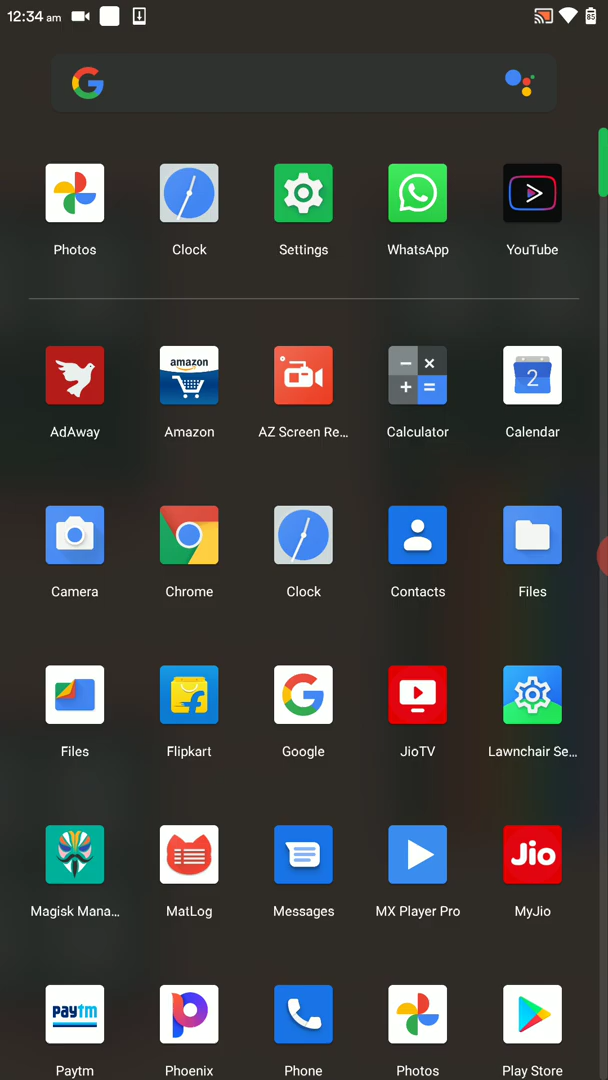 12:34 am
85
Photos Clock Settings WhatsApp YouTube
amazon
2
AdAway Amazon AZ Screen Re... Calculator Calendar
Camera Chrome Clock Contacts Files
Files Flipkart Google JioTV Lawnchair Se...
Jio
Magisk Mana... MatLog Messages MX Player Pro MyJio
paytm
Paytm Phoenix Phone Photos Play Store